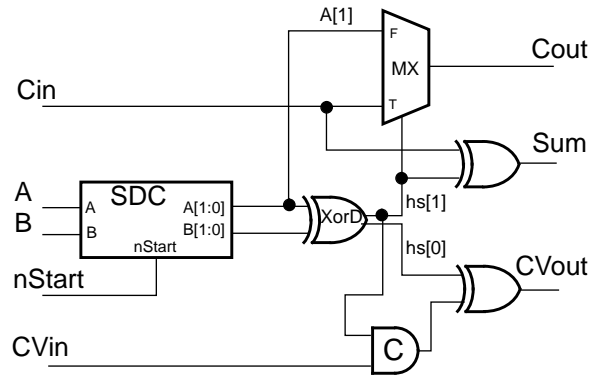 A[1]
F
Cout
MX
Cin
T
Sum
A
SDC
A
A[1:0]
hs[1]
B
B
B[1:0]
XorD
nStart
hs[0]
nStart
CVout
CVin
C